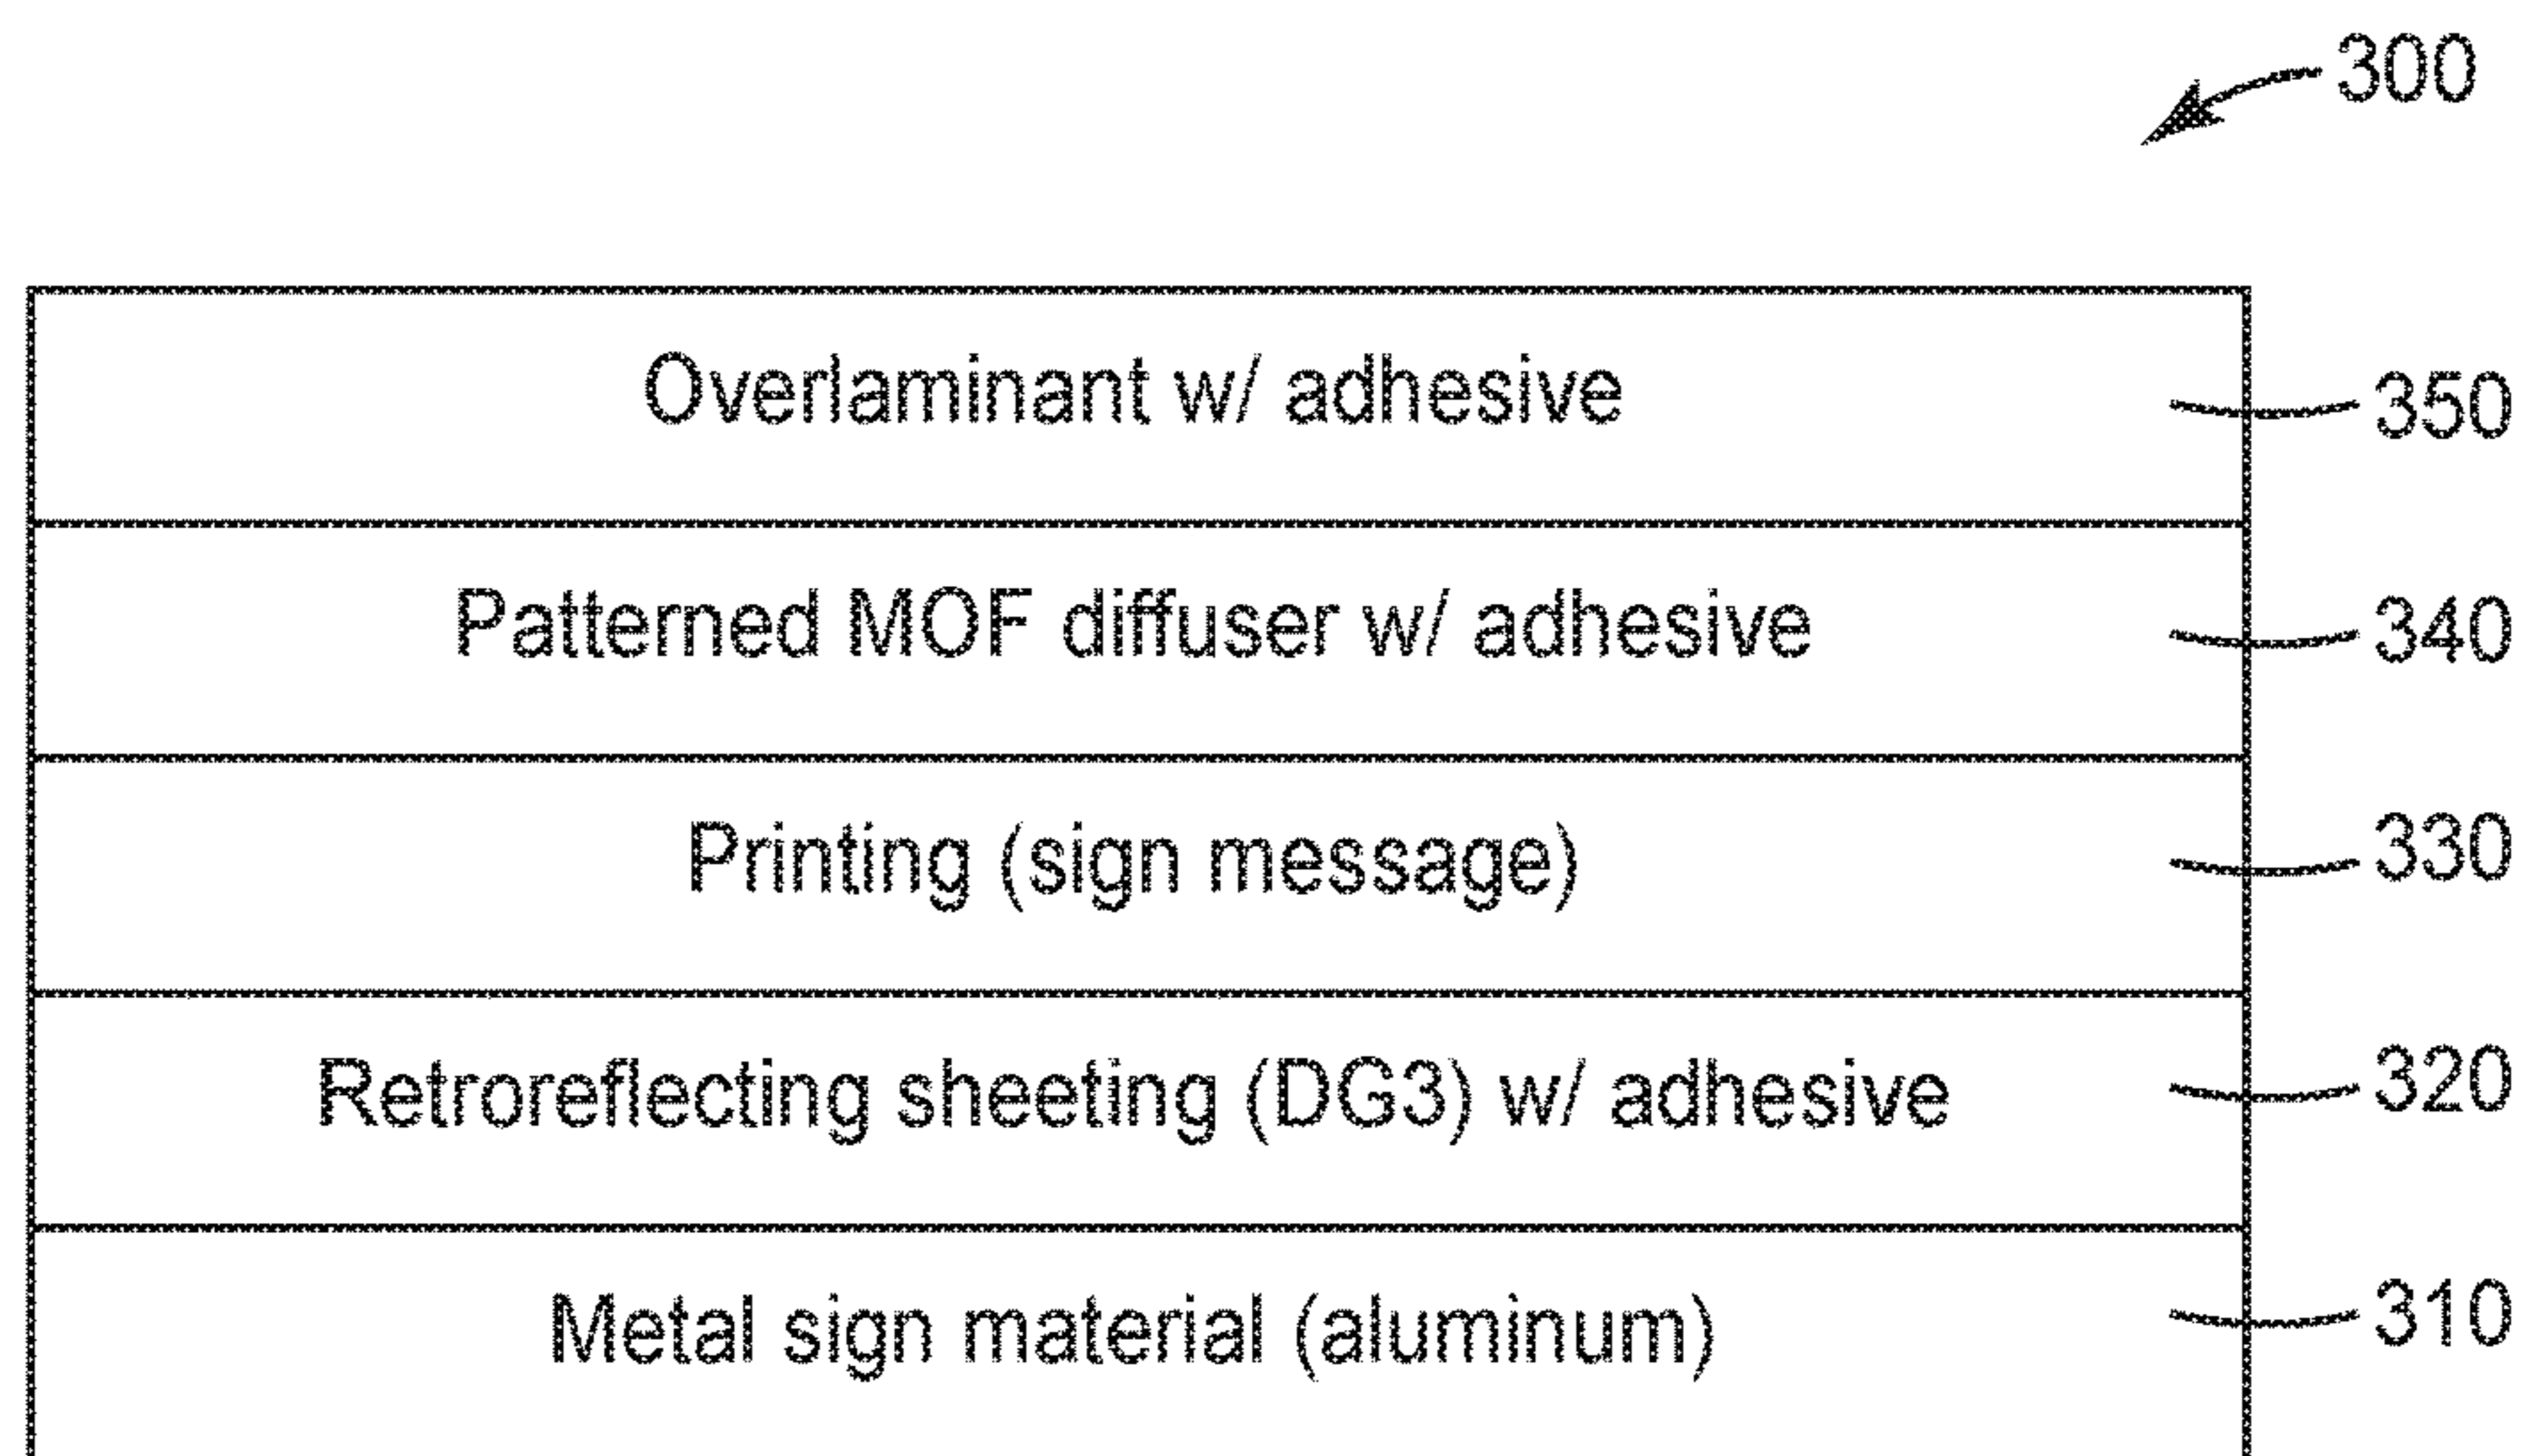 300
Overlaminant w/ adhesive
350
Patterned MOF diffuser w/ adhesive
340
Printing (sign message)
330
Retroreflecting sheeting (DG3) w/ adhesive
320
Metal sign material (aluminum)
310